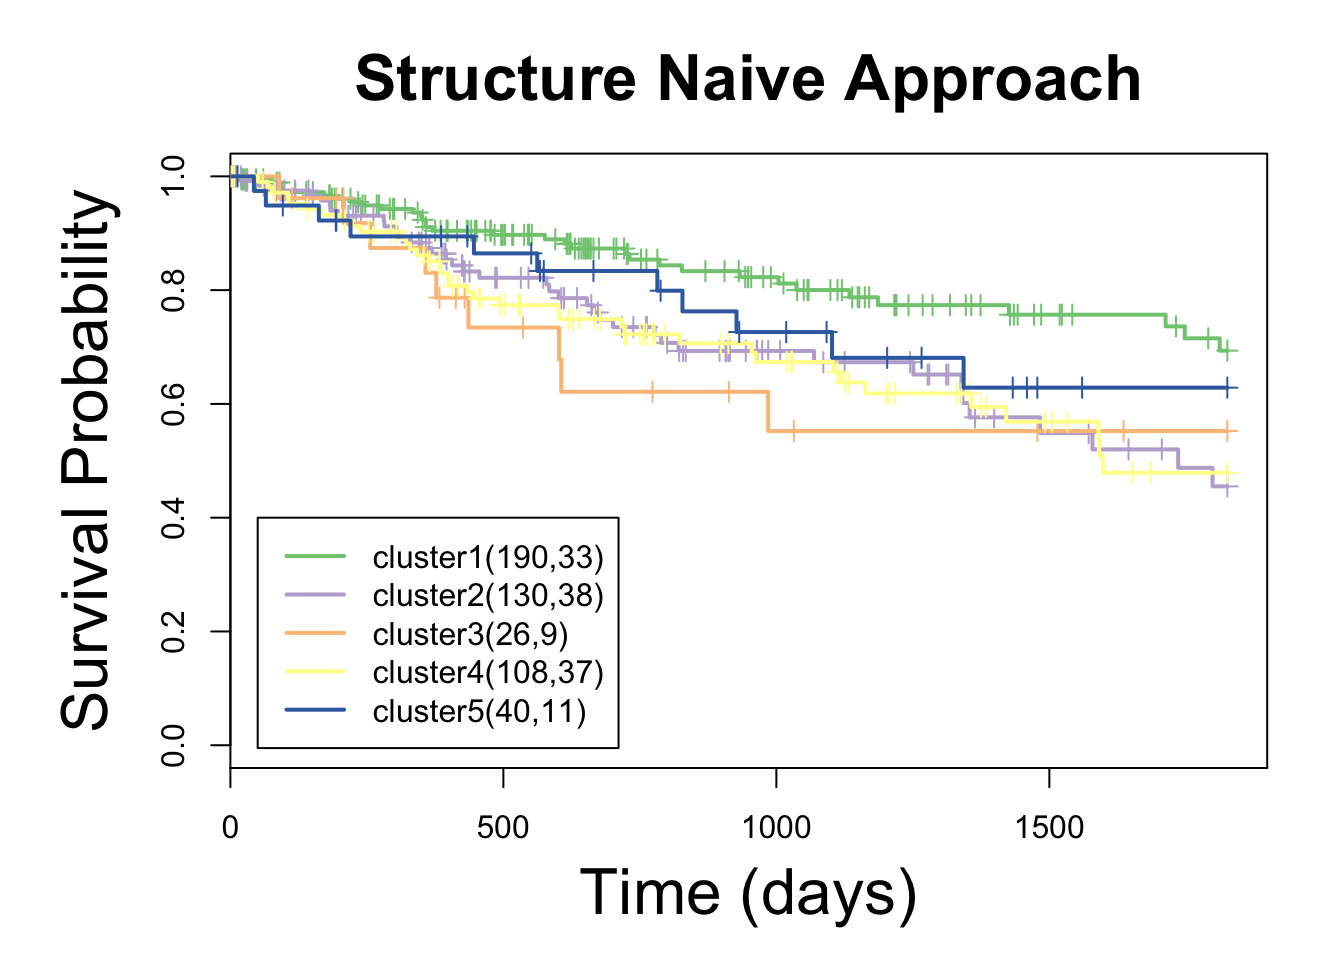 Structure Naive Approach
Survival Probability
1.0
0.8
0.6
0.4
0.2
0.0
cluster1(190,33)
cluster2(130,38)
cluster3(26,9)
cluster4(108,37)
cluster5(40,11)
0 500 1000 1500
Time (days)